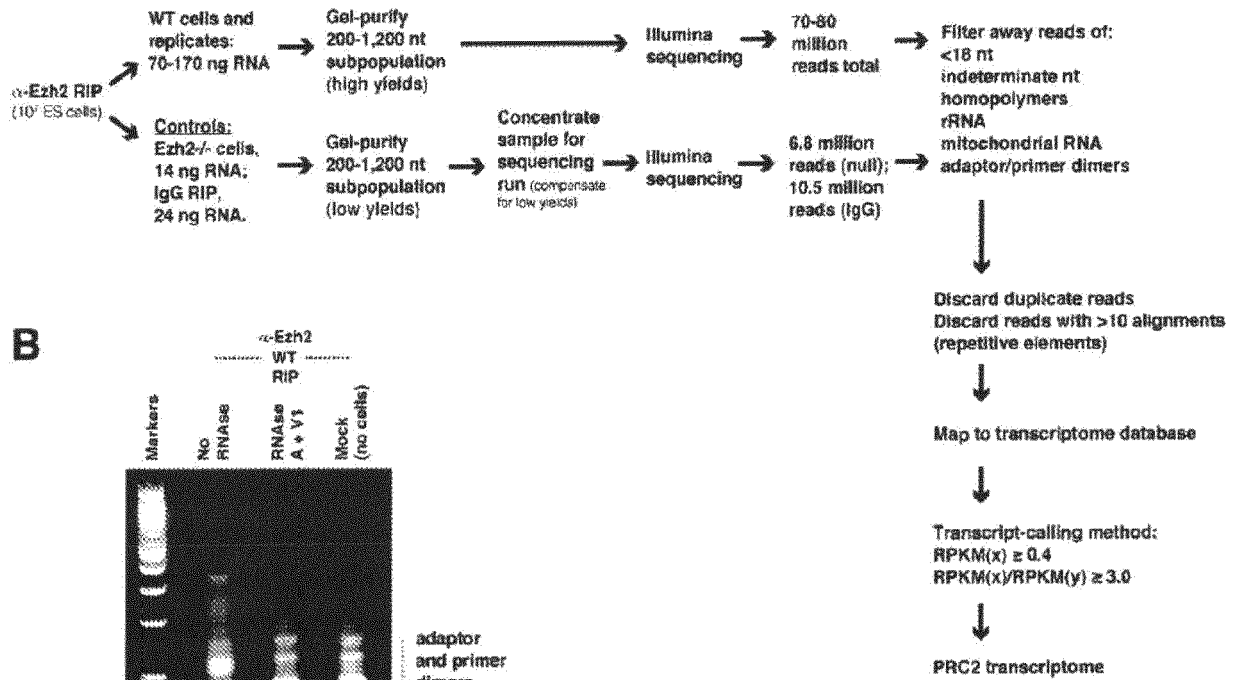 α-Ezh2 RIP
(10⁷ ES cells)
WT cells and
replicates:
70-170 ng RNA
Gel-purify
200-1,200 nt
subpopulation
(high yields)
Illumina
sequencing
70-80
million
reads total
Filter away reads of:
<18 nt
indeterminate nt
homopolymers
rRNA
mitochondrial RNA
adaptor/primer dimers
Controls:
Ezh2-/- cells,
14 ng RNA;
IgG RIP,
24 ng RNA.
Gel-purify
200-1,200 nt
subpopulation
(low yields)
Concentrate
sample for
sequencing
run (compensate
for low yields)
Illumina
sequencing
6.8 million
reads (null);
10.5 million
reads (IgG)
Discard duplicate reads
Discard reads with >10 alignments
(repetitive elements)
Map to transcriptome database
Transcript-calling method:
RPKM(x) ≥ 0.4
RPKM(x)/RPKM(y) ≥ 3.0
PRC2 transcriptome
B
α-Ezh2
WT
RIP
Markers
No
RNAse
RNAse
A + V1
Mock
(no cells)
adaptor
and primer
dimers